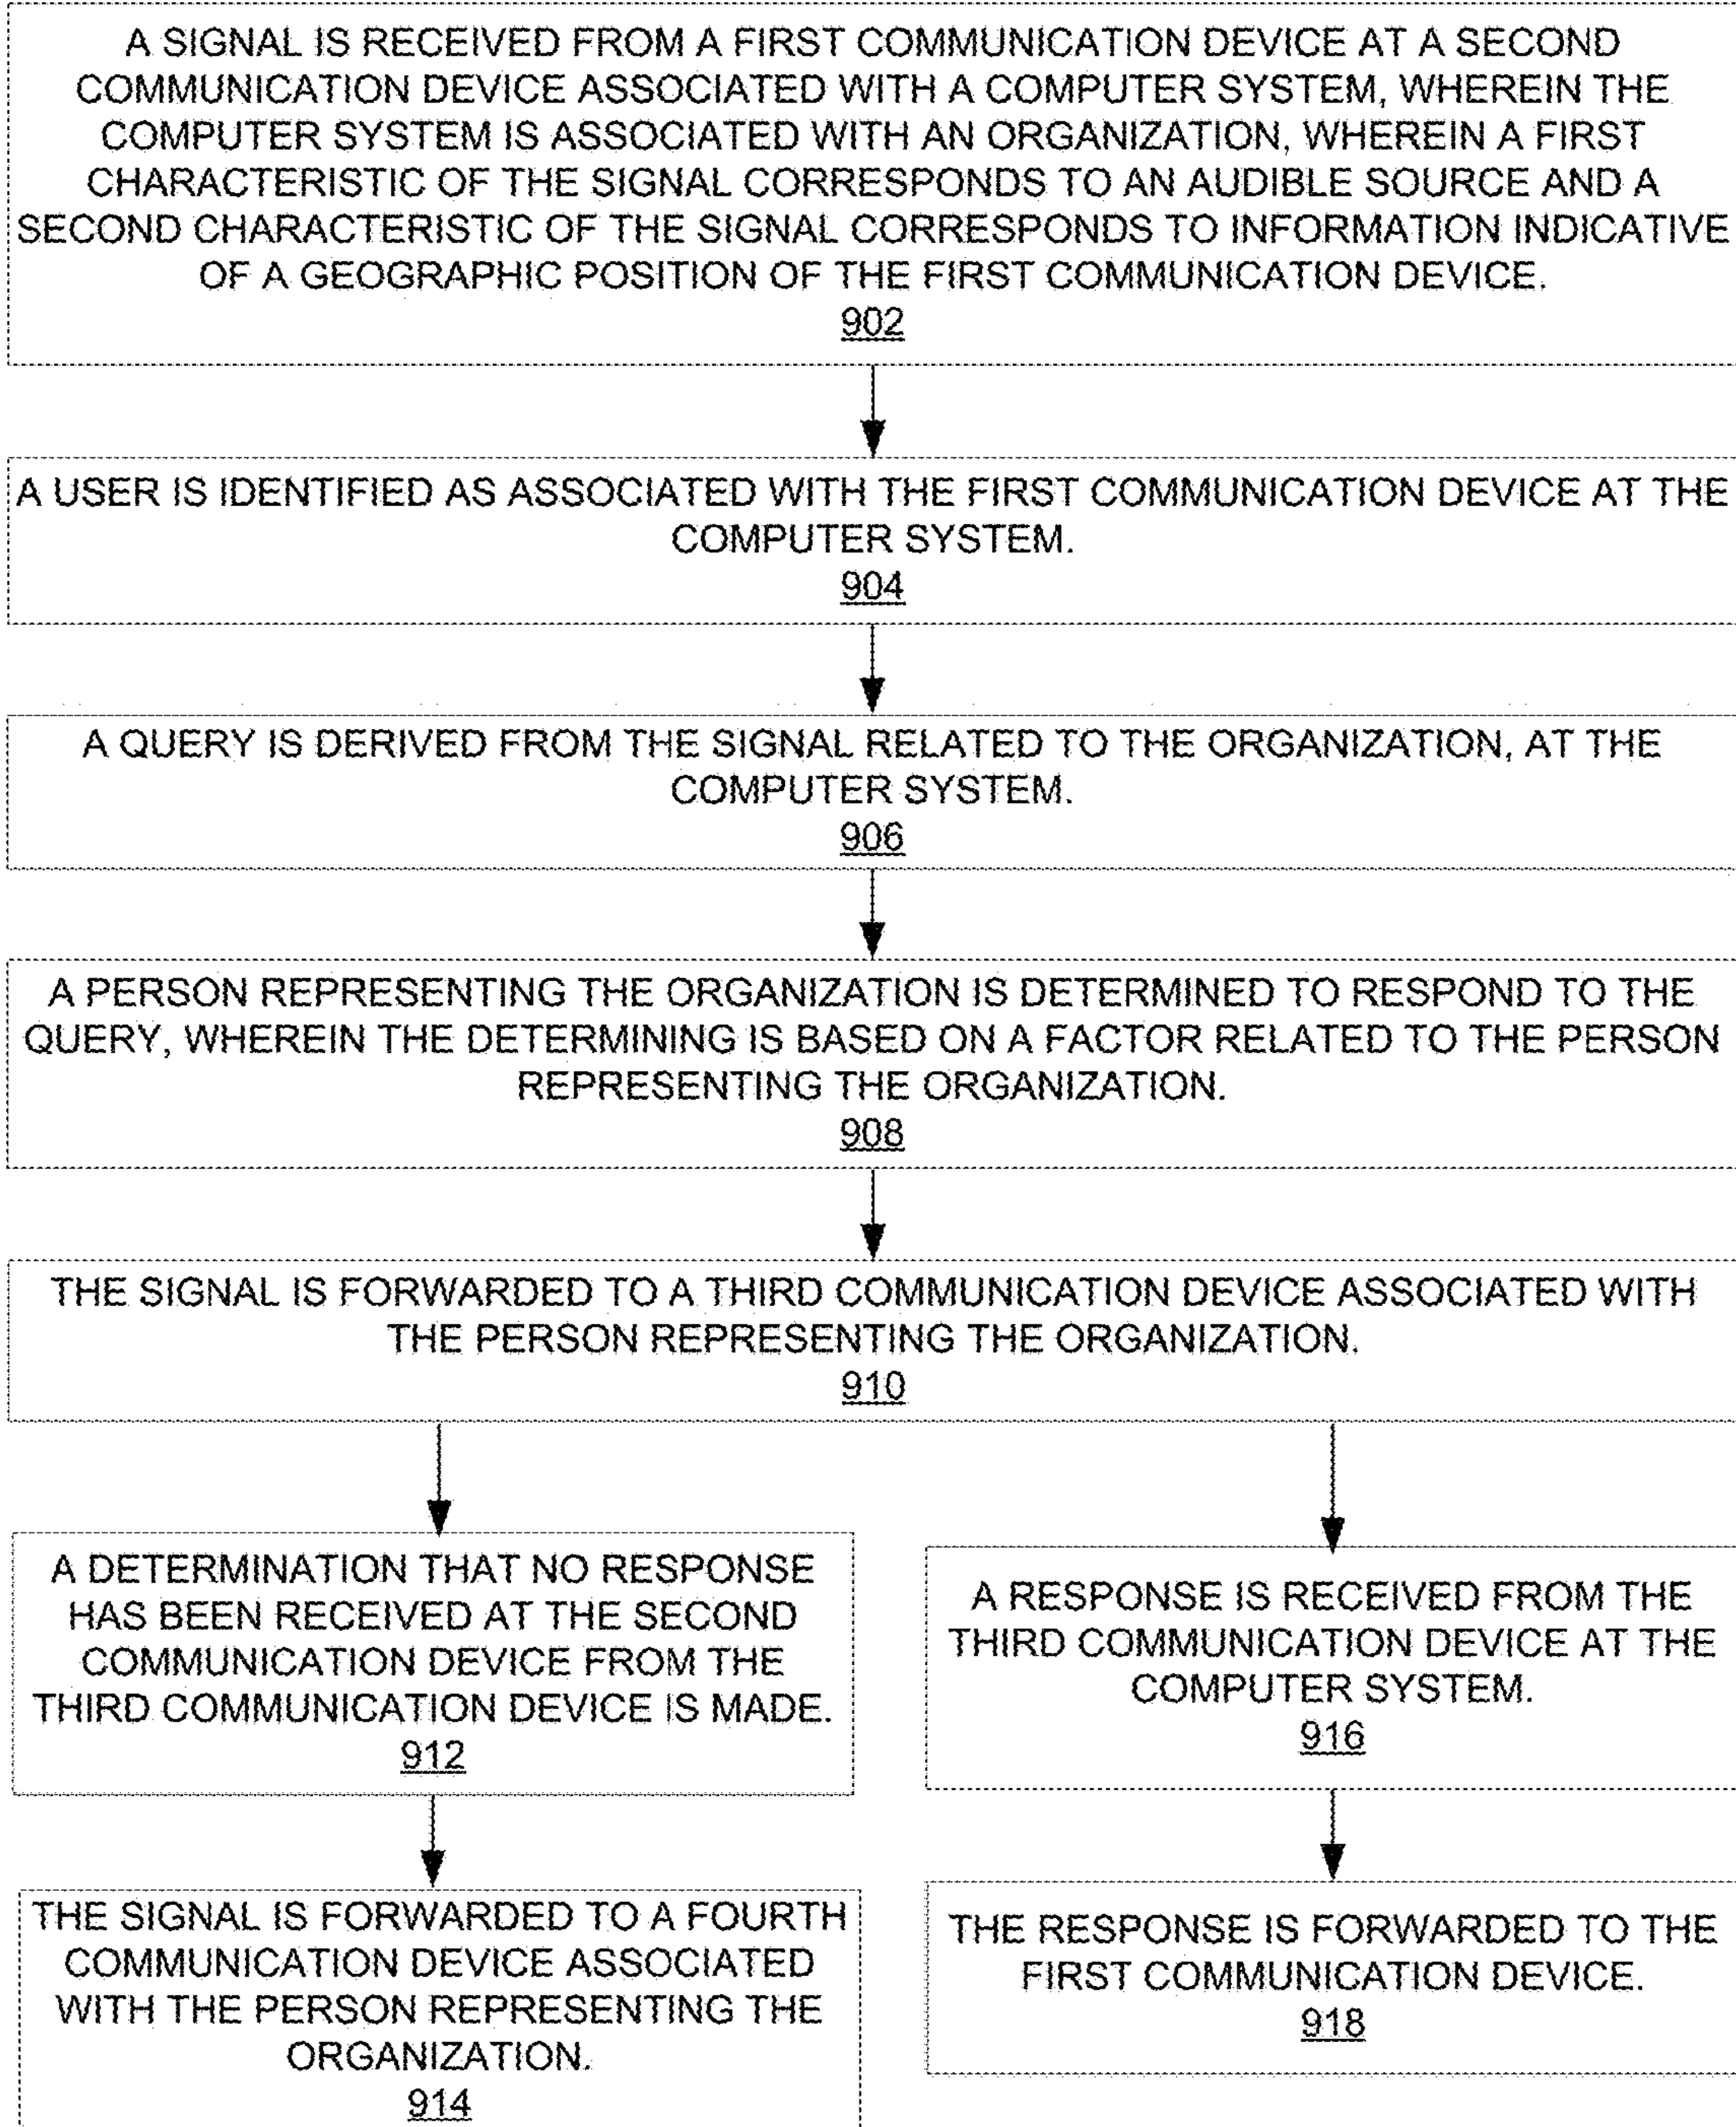 A SIGNAL IS RECEIVED FROM A FIRST COMMUNICATION DEVICE AT A SECOND
COMMUNICATION DEVICE ASSOCIATED WITH A COMPUTER SYSTEM, WHEREIN THE
COMPUTER SYSTEM IS ASSOCIATED WITH AN ORGANIZATION, WHEREIN A FIRST
CHARACTERISTIC OF THE SIGNAL CORRESPONDS TO AN AUDIBLE SOURCE AND A
SECOND CHARACTERISTIC OF THE SIGNAL CORRESPONDS TO INFORMATION INDICATIVE
OF A GEOGRAPHIC POSITION OF THE FIRST COMMUNICATION DEVICE.
902
A USER IS IDENTIFIED AS ASSOCIATED WITH THE FIRST COMMUNICATION DEVICE AT THE
COMPUTER SYSTEM.
904
A QUERY IS DERIVED FROM THE SIGNAL RELATED TO THE ORGANIZATION, AT THE
COMPUTER SYSTEM.
906
A PERSON REPRESENTING THE ORGANIZATION IS DETERMINED TO RESPOND TO THE
QUERY, WHEREIN THE DETERMINING IS BASED ON A FACTOR RELATED TO THE PERSON
REPRESENTING THE ORGANIZATION.
908
THE SIGNAL IS FORWARDED TO A THIRD COMMUNICATION DEVICE ASSOCIATED WITH
THE PERSON REPRESENTING THE ORGANIZATION.
910
A DETERMINATION THAT NO RESPONSE
HAS BEEN RECEIVED AT THE SECOND
COMMUNICATION DEVICE FROM THE
THIRD COMMUNICATION DEVICE IS MADE.
912
THE SIGNAL IS FORWARDED TO A FOURTH
COMMUNICATION DEVICE ASSOCIATED
WITH THE PERSON REPRESENTING THE
ORGANIZATION.
914
A RESPONSE IS RECEIVED FROM THE
THIRD COMMUNICATION DEVICE AT THE
COMPUTER SYSTEM.
916
THE RESPONSE IS FORWARDED TO THE
FIRST COMMUNICATION DEVICE.
918